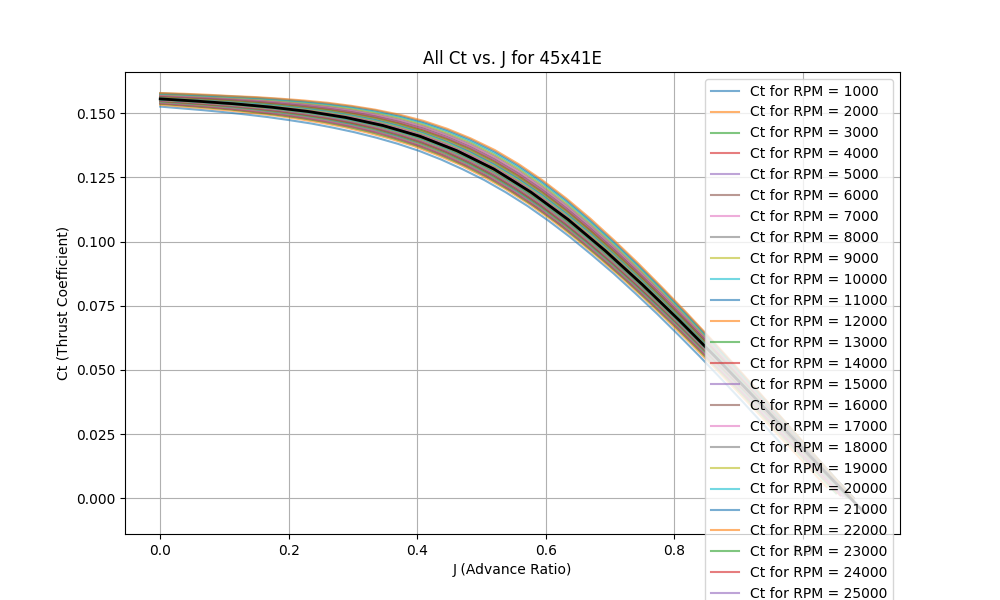 All Ct vs. J for 45x41E
Ct (Thrust Coefficient)
0.150
0.125
0.100
0.075
0.050
0.025
0.000
0.0
0.2
0.4
0.6
0.8
J (Advance Ratio)
Ct for RPM = 1000
Ct for RPM = 2000
Ct for RPM = 3000
Ct for RPM = 4000
Ct for RPM = 5000
Ct for RPM = 6000
Ct for RPM = 7000
Ct for RPM = 8000
Ct for RPM = 9000
Ct for RPM = 10000
Ct for RPM = 11000
Ct for RPM = 12000
Ct for RPM = 13000
Ct for RPM = 14000
Ct for RPM = 15000
Ct for RPM = 16000
Ct for RPM = 17000
Ct for RPM = 18000
Ct for RPM = 19000
Ct for RPM = 20000
Ct for RPM = 21000
Ct for RPM = 22000
Ct for RPM = 23000
Ct for RPM = 24000
Ct for RPM = 25000